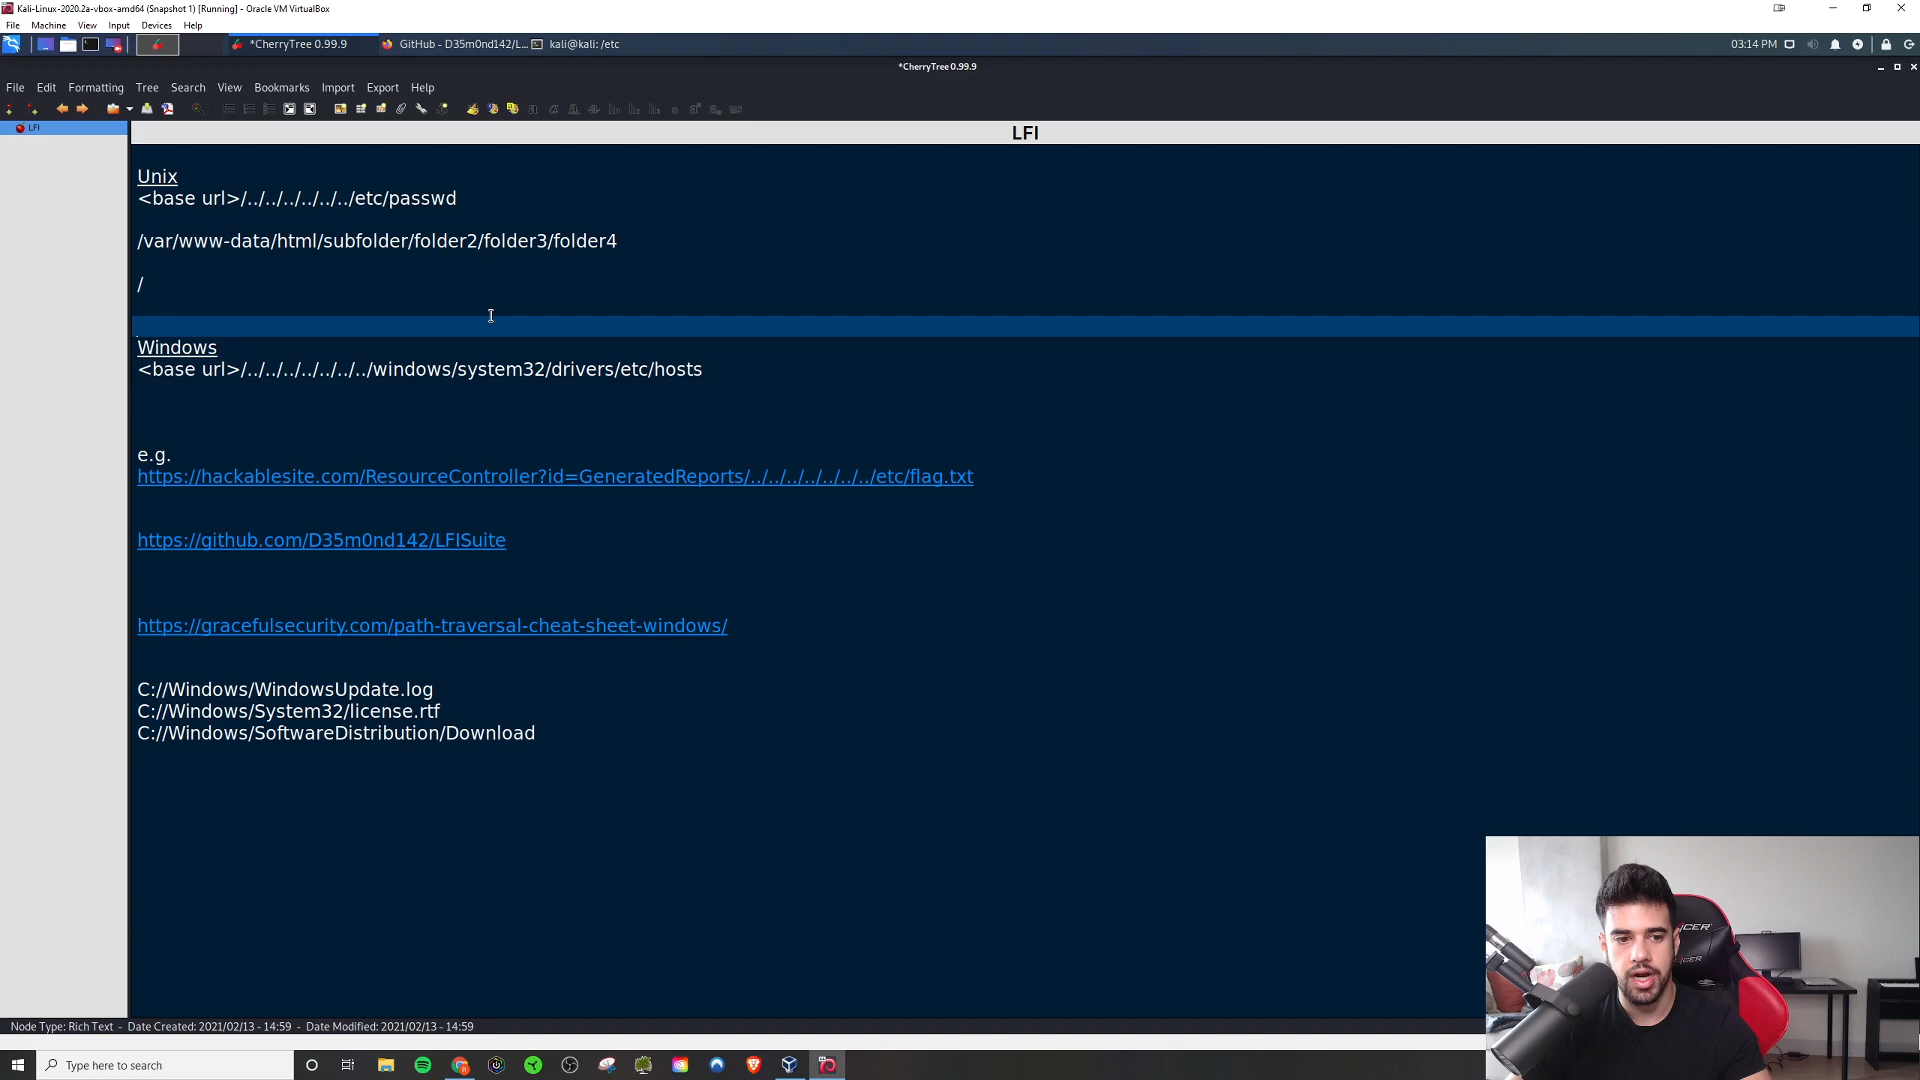 Kali-Linux-2020.2a-vbox-amd64 (Snapshot 1) [Running] - Oracle VM VirtualBox
File Machine View Input Devices Help
*CherryTree 0.99.9
GitHub - D35m0nd142/L...
kali@kali: /etc
03:14 PM
*CherryTree 0.99.9
File Edit Formatting Tree Search View Bookmarks Import Export Help
LFI
LFI
Unix
<base url>/../../../../../../etc/passwd
/var/www-data/html/subfolder/folder2/folder3/folder4
/
Windows
<base url>/../../../../../../../windows/system32/drivers/etc/hosts
e.g.
https://hackablesite.com/ResourceController?id=GeneratedReports/../../../../../../../etc/flag.txt
https://github.com/D35m0nd142/LFISuite
https://gracefulsecurity.com/path-traversal-cheat-sheet-windows/
C://Windows/WindowsUpdate.log
C://Windows/System32/license.rtf
C://Windows/SoftwareDistribution/Download
Node Type: Rich Text - Date Created: 2021/02/13 - 14:59 - Date Modified: 2021/02/13 - 14:59
Type here to search